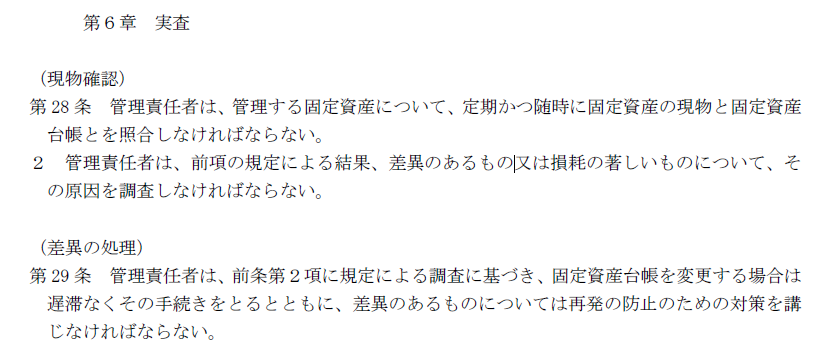 第６章　実査
（現物確認）
第 28 条　管理責任者は、管理する固定資産について、定期かつ随時に固定資産の現物と固定資産
台帳とを照合しなければならない。
２　管理責任者は、前項の規定による結果、差異のあるもの又は損耗の著しいものについて、そ
の原因を調査しなければならない。
（差異の処理）
第 29 条　管理責任者は、前条第２項に規定による調査に基づき、固定資産台帳を変更する場合は
遅滞なくその手続きをとるとともに、差異のあるものについては再発の防止のための対策を講
じなければならない。